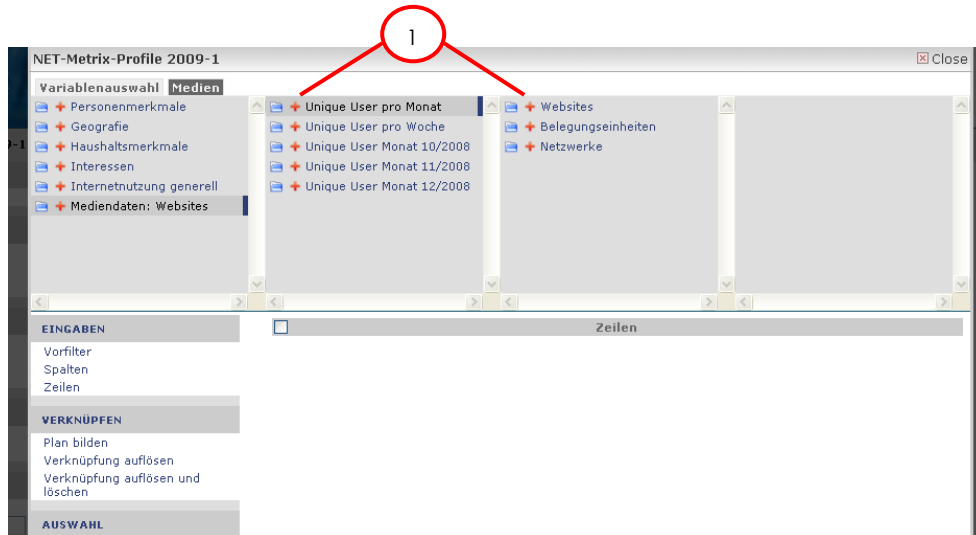 1
NET-Metrix-Profile 2009-1
Close
Variablenauswahl Medien
Personenmerkmale
Geografie
Haushaltsmerkmale
Interessen
Internetnutzung generell
Mediendaten: Websites
Unique User pro Monat
Unique User pro Woche
Unique User Monat 10/2008
Unique User Monat 11/2008
Unique User Monat 12/2008
Websites
Belegungseinheiten
Netzwerke
9-1
EINGABEN
Vorfilter
Spalten
Zeilen
VERKNÜPFEN
Plan bilden
Verknüpfung auflösen
Verknüpfung auflösen und
löschen
AUSWAHL
Zeilen